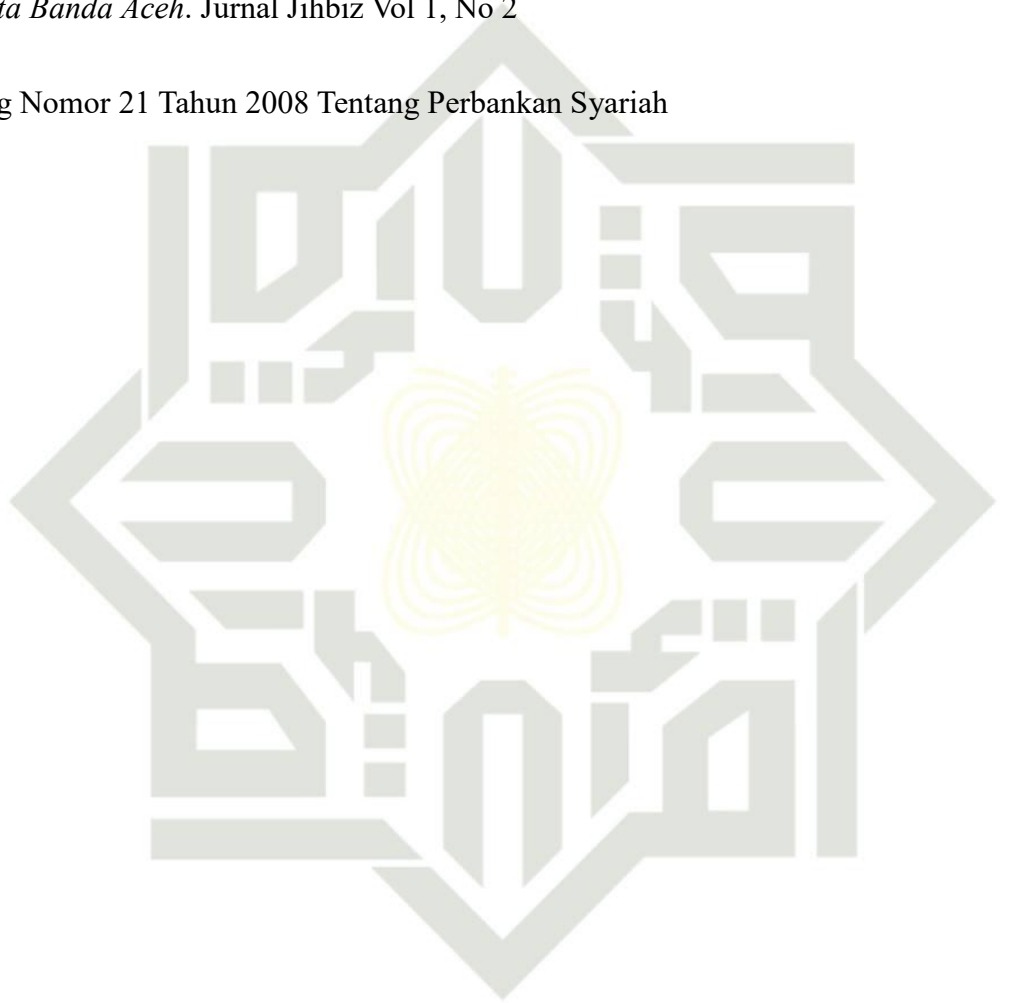 ta Banda Aceh. Jurnal Jihbiz Vol 1, No 2
g Nomor 21 Tahun 2008 Tentang Perbankan Syariah